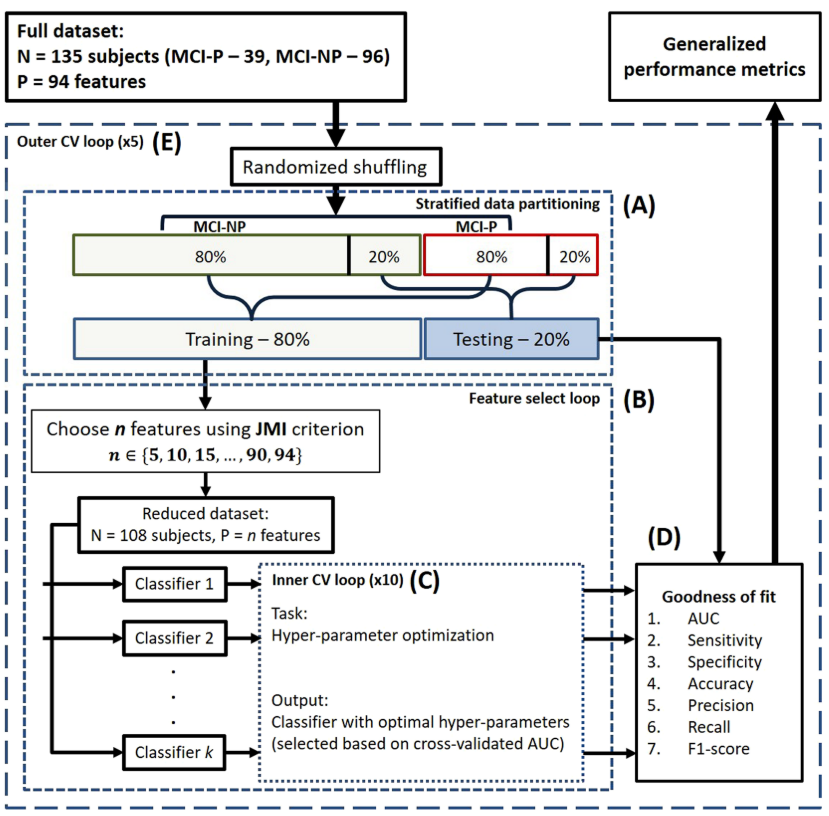 Full dataset:
N = 135 subjects (MCI-P – 39, MCI-NP – 96)
P = 94 features
Generalized
performance metrics
Outer CV loop (x5) (E)
Randomized shuffling
Stratified data partitioning (A)
MCI-NP MCI-P
80% 20% 80% 20%
Training – 80% Testing – 20%
Feature select loop (B)
Choose n features using JMI criterion
n ∈ {5, 10, 15, …, 90, 94}
Reduced dataset:
N = 108 subjects, P = n features
(D)
Classifier 1
Classifier 2
.
.
.
Classifier k
Inner CV loop (x10) (C)
Task:
Hyper-parameter optimization
Output:
Classifier with optimal hyper-parameters
(selected based on cross-validated AUC)
Goodness of fit
1. AUC
2. Sensitivity
3. Specificity
4. Accuracy
5. Precision
6. Recall
7. F1-score